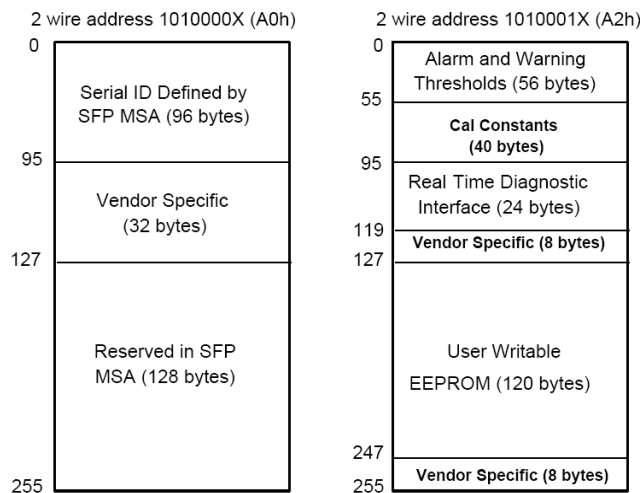 2 wire address 1010000X (A0h)
0
Serial ID Defined by
SFP MSA (96 bytes)
95
Vendor Specific
(32 bytes)
127
Reserved in SFP
MSA (128 bytes)
255
2 wire address 1010001X (A2h)
0
Alarm and Warning
Thresholds (56 bytes)
55
Cal Constants
(40 bytes)
95
Real Time Diagnostic
Interface (24 bytes)
119
Vendor Specific (8 bytes)
127
User Writable
EEPROM (120 bytes)
247
Vendor Specific (8 bytes)
255